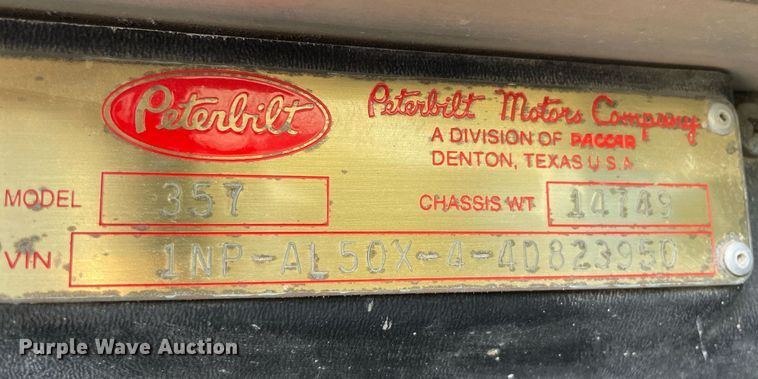 Peterbilt
Peterbilt Motors Company
A DIVISION OF PACCAR
DENTON, TEXAS U S A
MODEL 357
CHASSIS WT 14749
VIN 1NP-AL50X-4-4D823950
Purple Wave Auction®